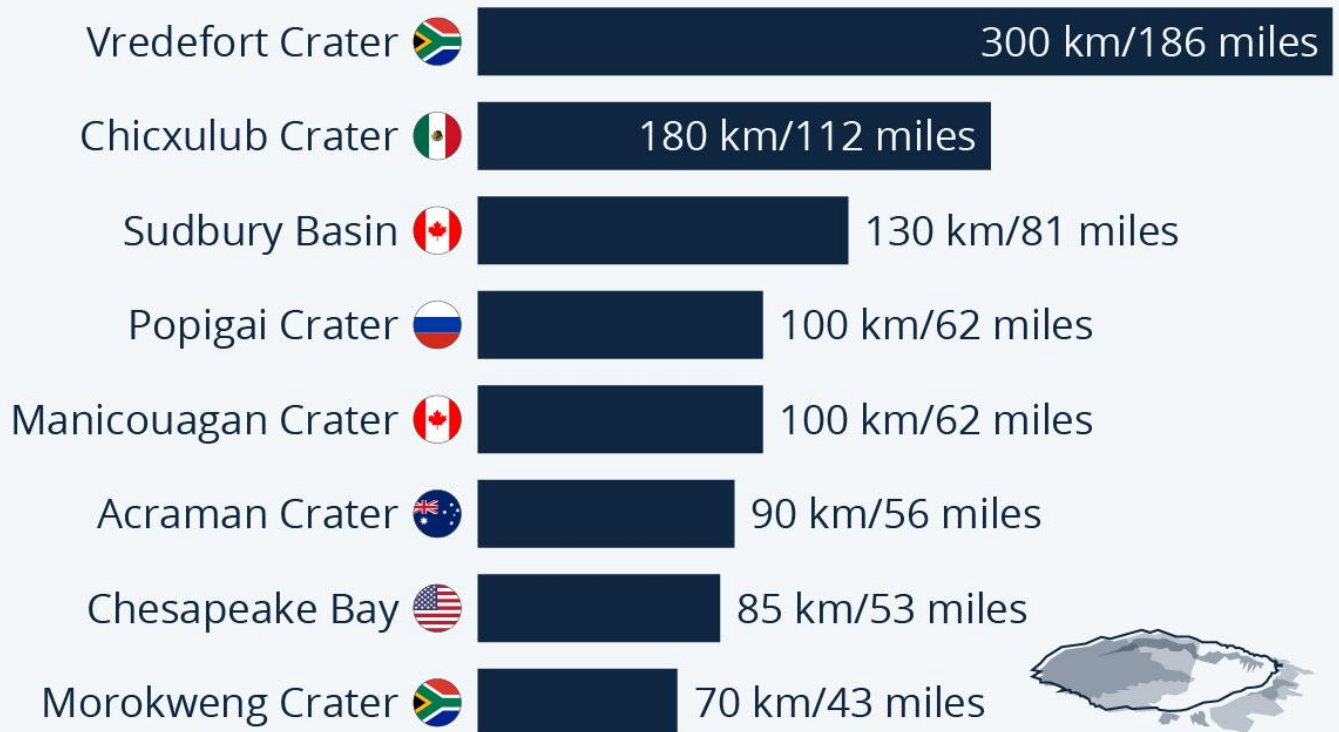 Vredefort Crater 300 km/186 miles
Chicxulub Crater 180 km/112 miles
Sudbury Basin 130 km/81 miles
Popigai Crater 100 km/62 miles
Manicouagan Crater 100 km/62 miles
Acraman Crater 90 km/56 miles
Chesapeake Bay 85 km/53 miles
Morokweng Crater 70 km/43 miles